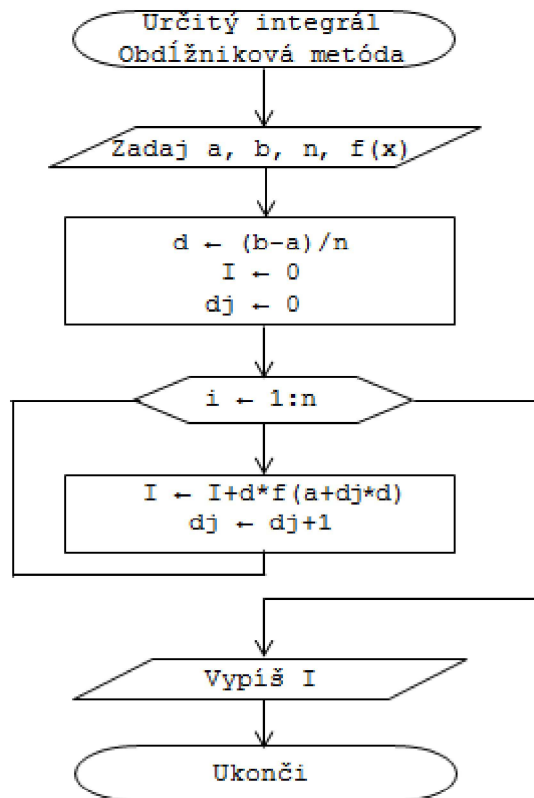 Určitý integrál
Obdĺžniková metóda
Zadaj a, b, n, f(x)
d ← (b-a)/n
I ← 0
dj ← 0
i ← 1:n
I ← I+d*f(a+dj*d)
dj ← dj+1
Vypíš I
Ukonči